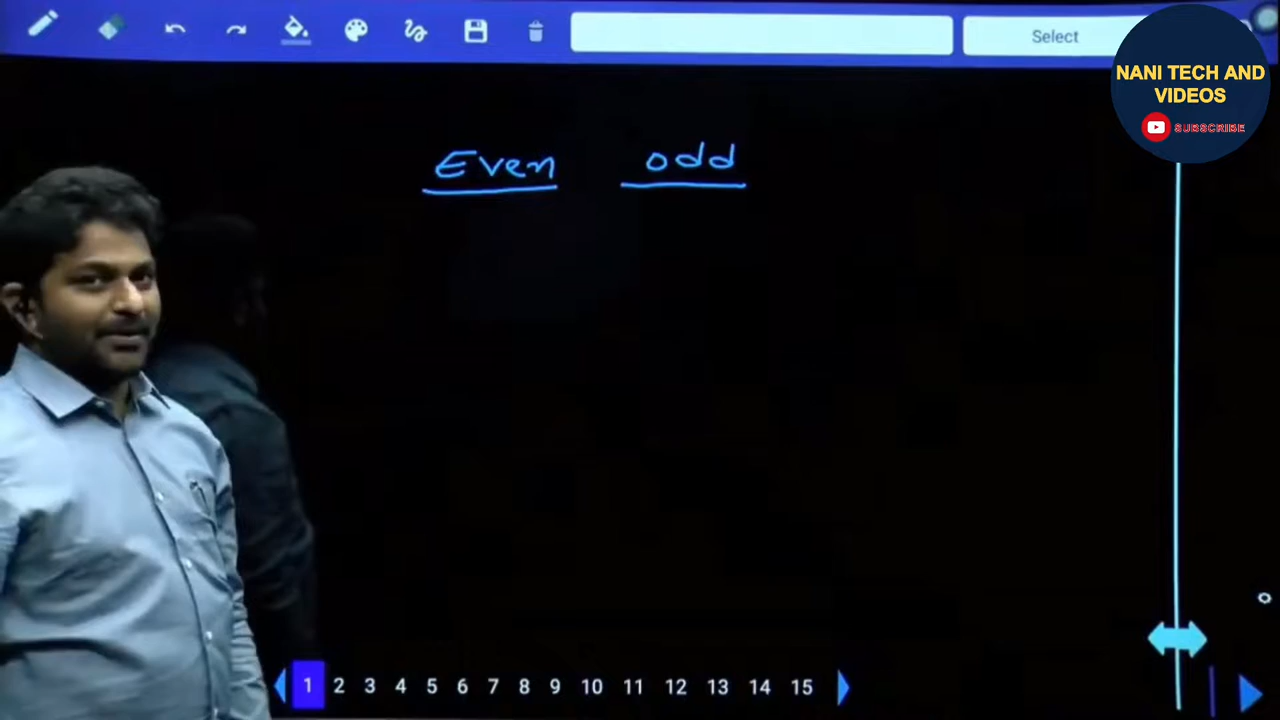 Select
NANI TECH AND
VIDEOS
SUBSCRIBE
Even odd
1 2 3 4 5 6 7 8 9 10 11 12 13 14 15